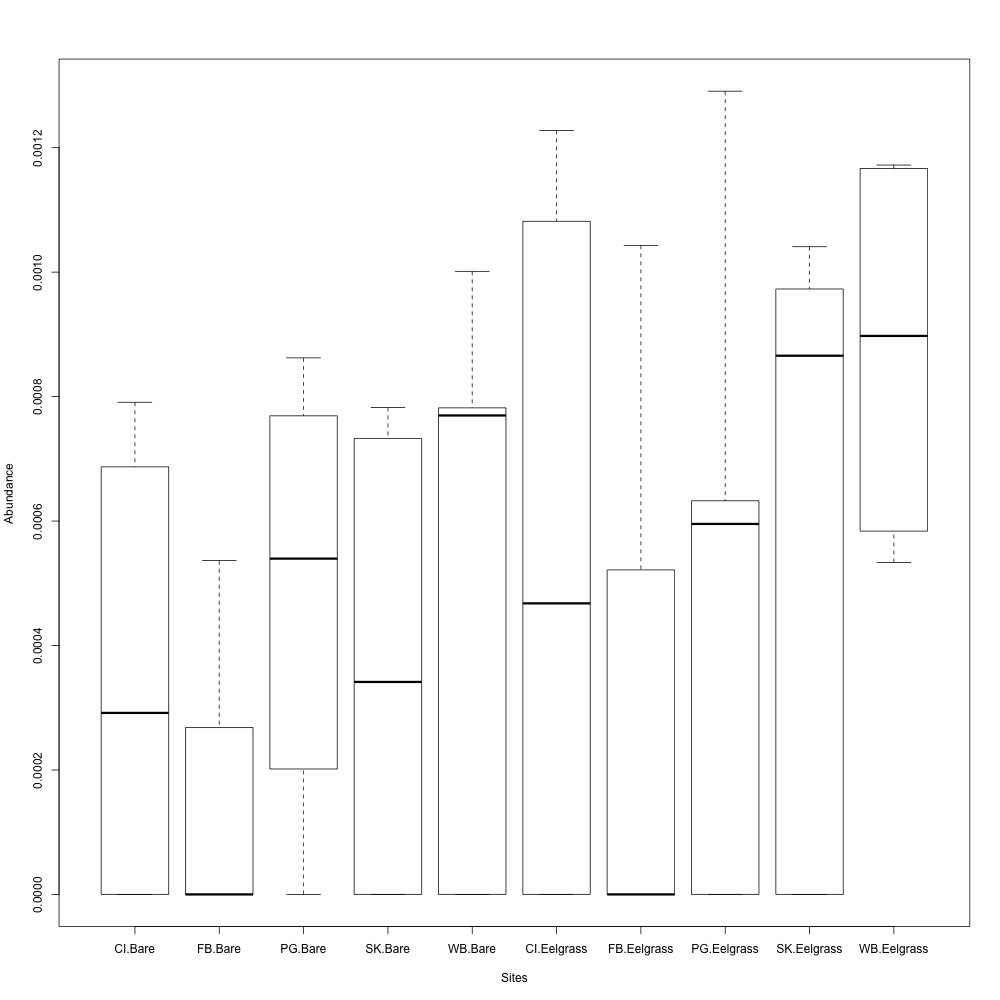 Abundance
0.0012
0.0010
0.0008
0.0006
0.0004
0.0002
0.0000
CI.Bare FB.Bare PG.Bare SK.Bare WB.Bare CI.Eelgrass FB.Eelgrass PG.Eelgrass SK.Eelgrass WB.Eelgrass
Sites